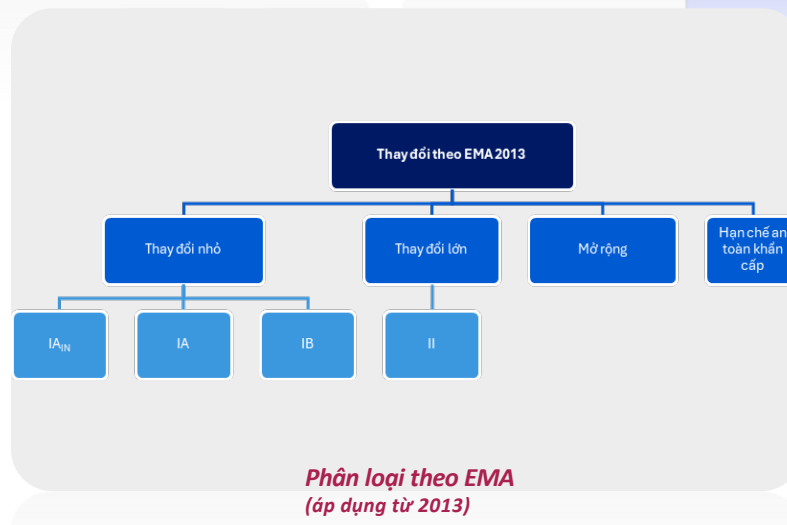 Thay đổi theo EMA 2013
Thay đổi nhỏ
Thay đổi lớn
Mở rộng
Hạn chế an
toàn khẩn
cấp
IA_IN
IA
IB
II
Phân loại theo EMA
(áp dụng từ 2013)